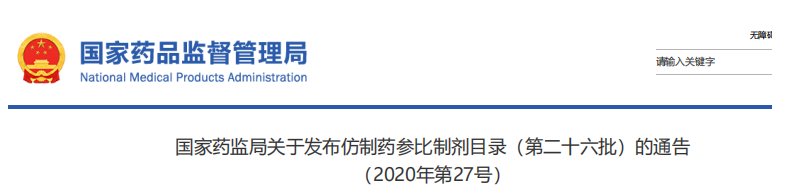 无障碍
国家药品监督管理局
National Medical Products Administration
请输入关键字
国家药监局关于发布仿制药参比制剂目录（第二十六批）的通告
（2020年第27号）